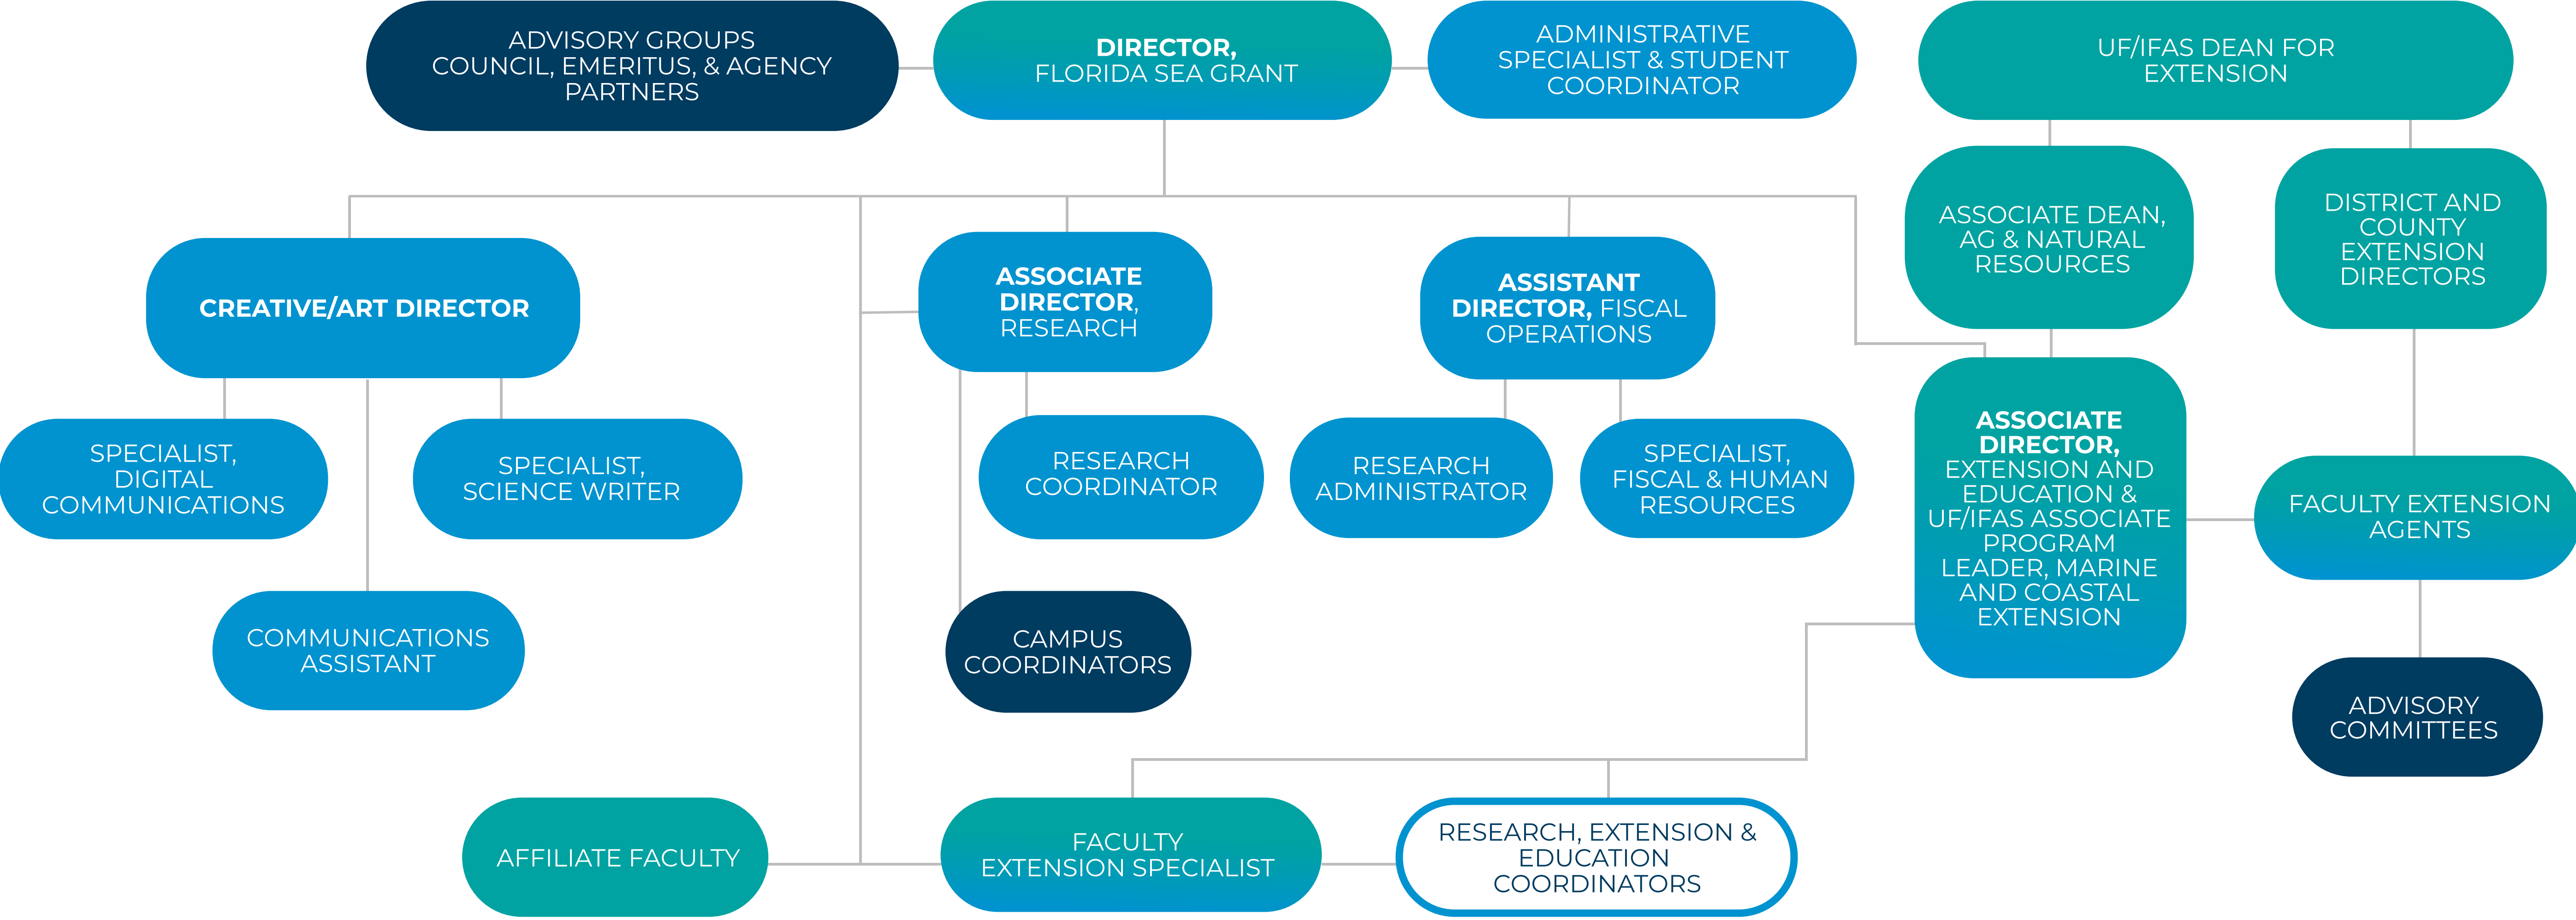 ADVISORY GROUPS
COUNCIL, EMERITUS, & AGENCY
PARTNERS
DIRECTOR,
FLORIDA SEA GRANT
ADMINISTRATIVE
SPECIALIST & STUDENT
COORDINATOR
UF/IFAS DEAN FOR
EXTENSION
ASSOCIATE DEAN,
AG & NATURAL
RESOURCES
DISTRICT AND
COUNTY
EXTENSION
DIRECTORS
CREATIVE/ART DIRECTOR
ASSOCIATE
DIRECTOR,
RESEARCH
ASSISTANT
DIRECTOR, FISCAL
OPERATIONS
SPECIALIST,
DIGITAL
COMMUNICATIONS
SPECIALIST,
SCIENCE WRITER
RESEARCH
COORDINATOR
RESEARCH
ADMINISTRATOR
SPECIALIST,
FISCAL & HUMAN
RESOURCES
ASSOCIATE
DIRECTOR,
EXTENSION AND
EDUCATION &
UF/IFAS ASSOCIATE
PROGRAM
LEADER, MARINE
AND COASTAL
EXTENSION
FACULTY EXTENSION
AGENTS
COMMUNICATIONS
ASSISTANT
CAMPUS
COORDINATORS
ADVISORY
COMMITTEES
AFFILIATE FACULTY
FACULTY
EXTENSION SPECIALIST
RESEARCH, EXTENSION &
EDUCATION
COORDINATORS